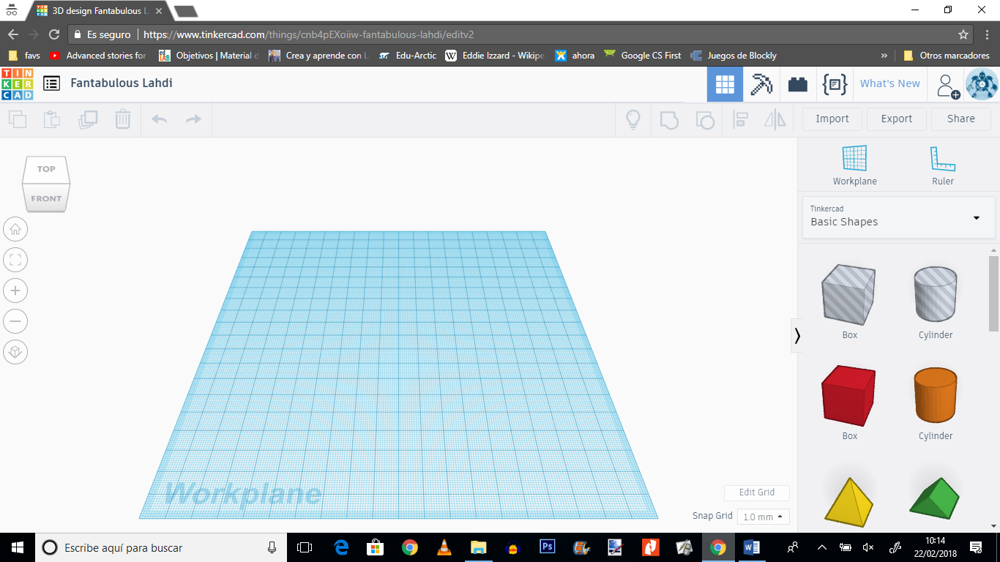 3D design Fantabulous L
Es seguro
https://www.tinkercad.com/things/cnb4pEXoiiw-fantabulous-lahdi/editv2
favs
Advanced stories for
Objetivos | Material d
Crea y aprende con L
Edu-Arctic
Eddie Izzard - Wikipe
ahora
Google CS First
Juegos de Blockly
»
Otros marcadores
TIN
KER
CAD
Fantabulous Lahdi
What's New
Import
Export
Share
TOP
FRONT
Workplane
Ruler
Tinkercad
Basic Shapes
Box
Cylinder
Box
Cylinder
Workplane
Edit Grid
Snap Grid
1.0 mm
Escribe aquí para buscar
10:14
22/02/2018